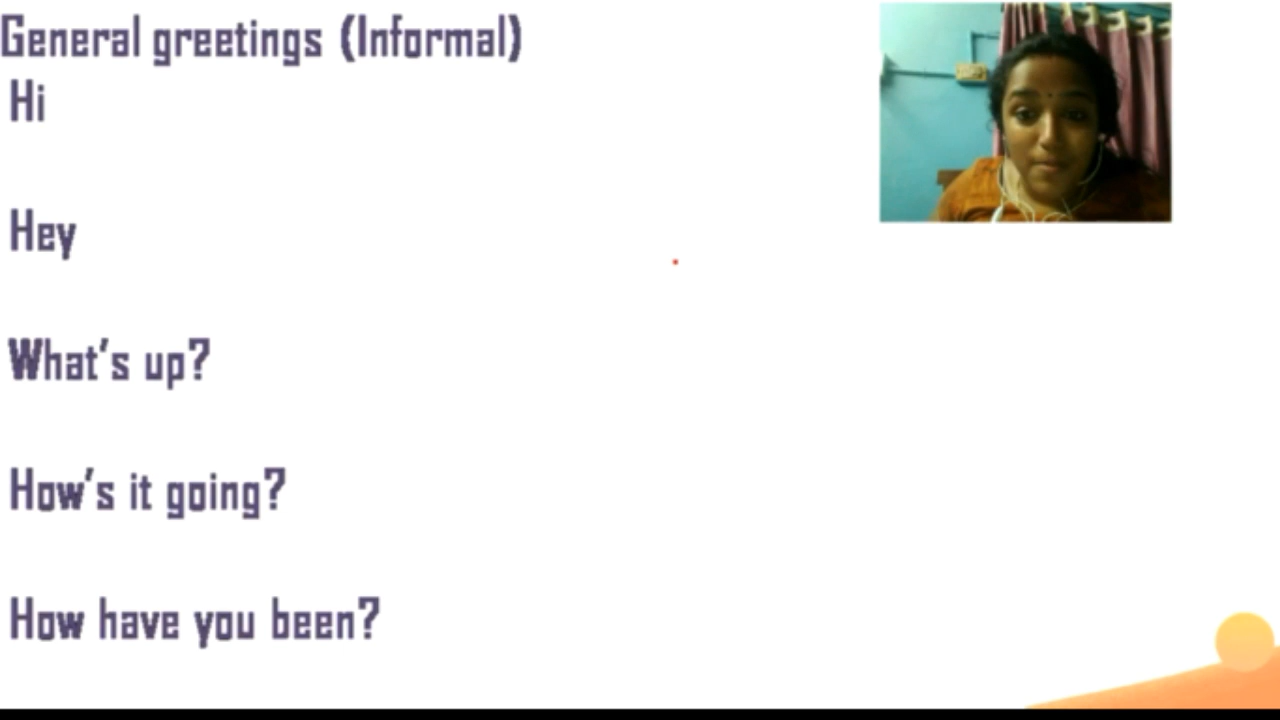 General greetings (Informal)
Hi
Hey
What's up?
How's it going?
How have you been?